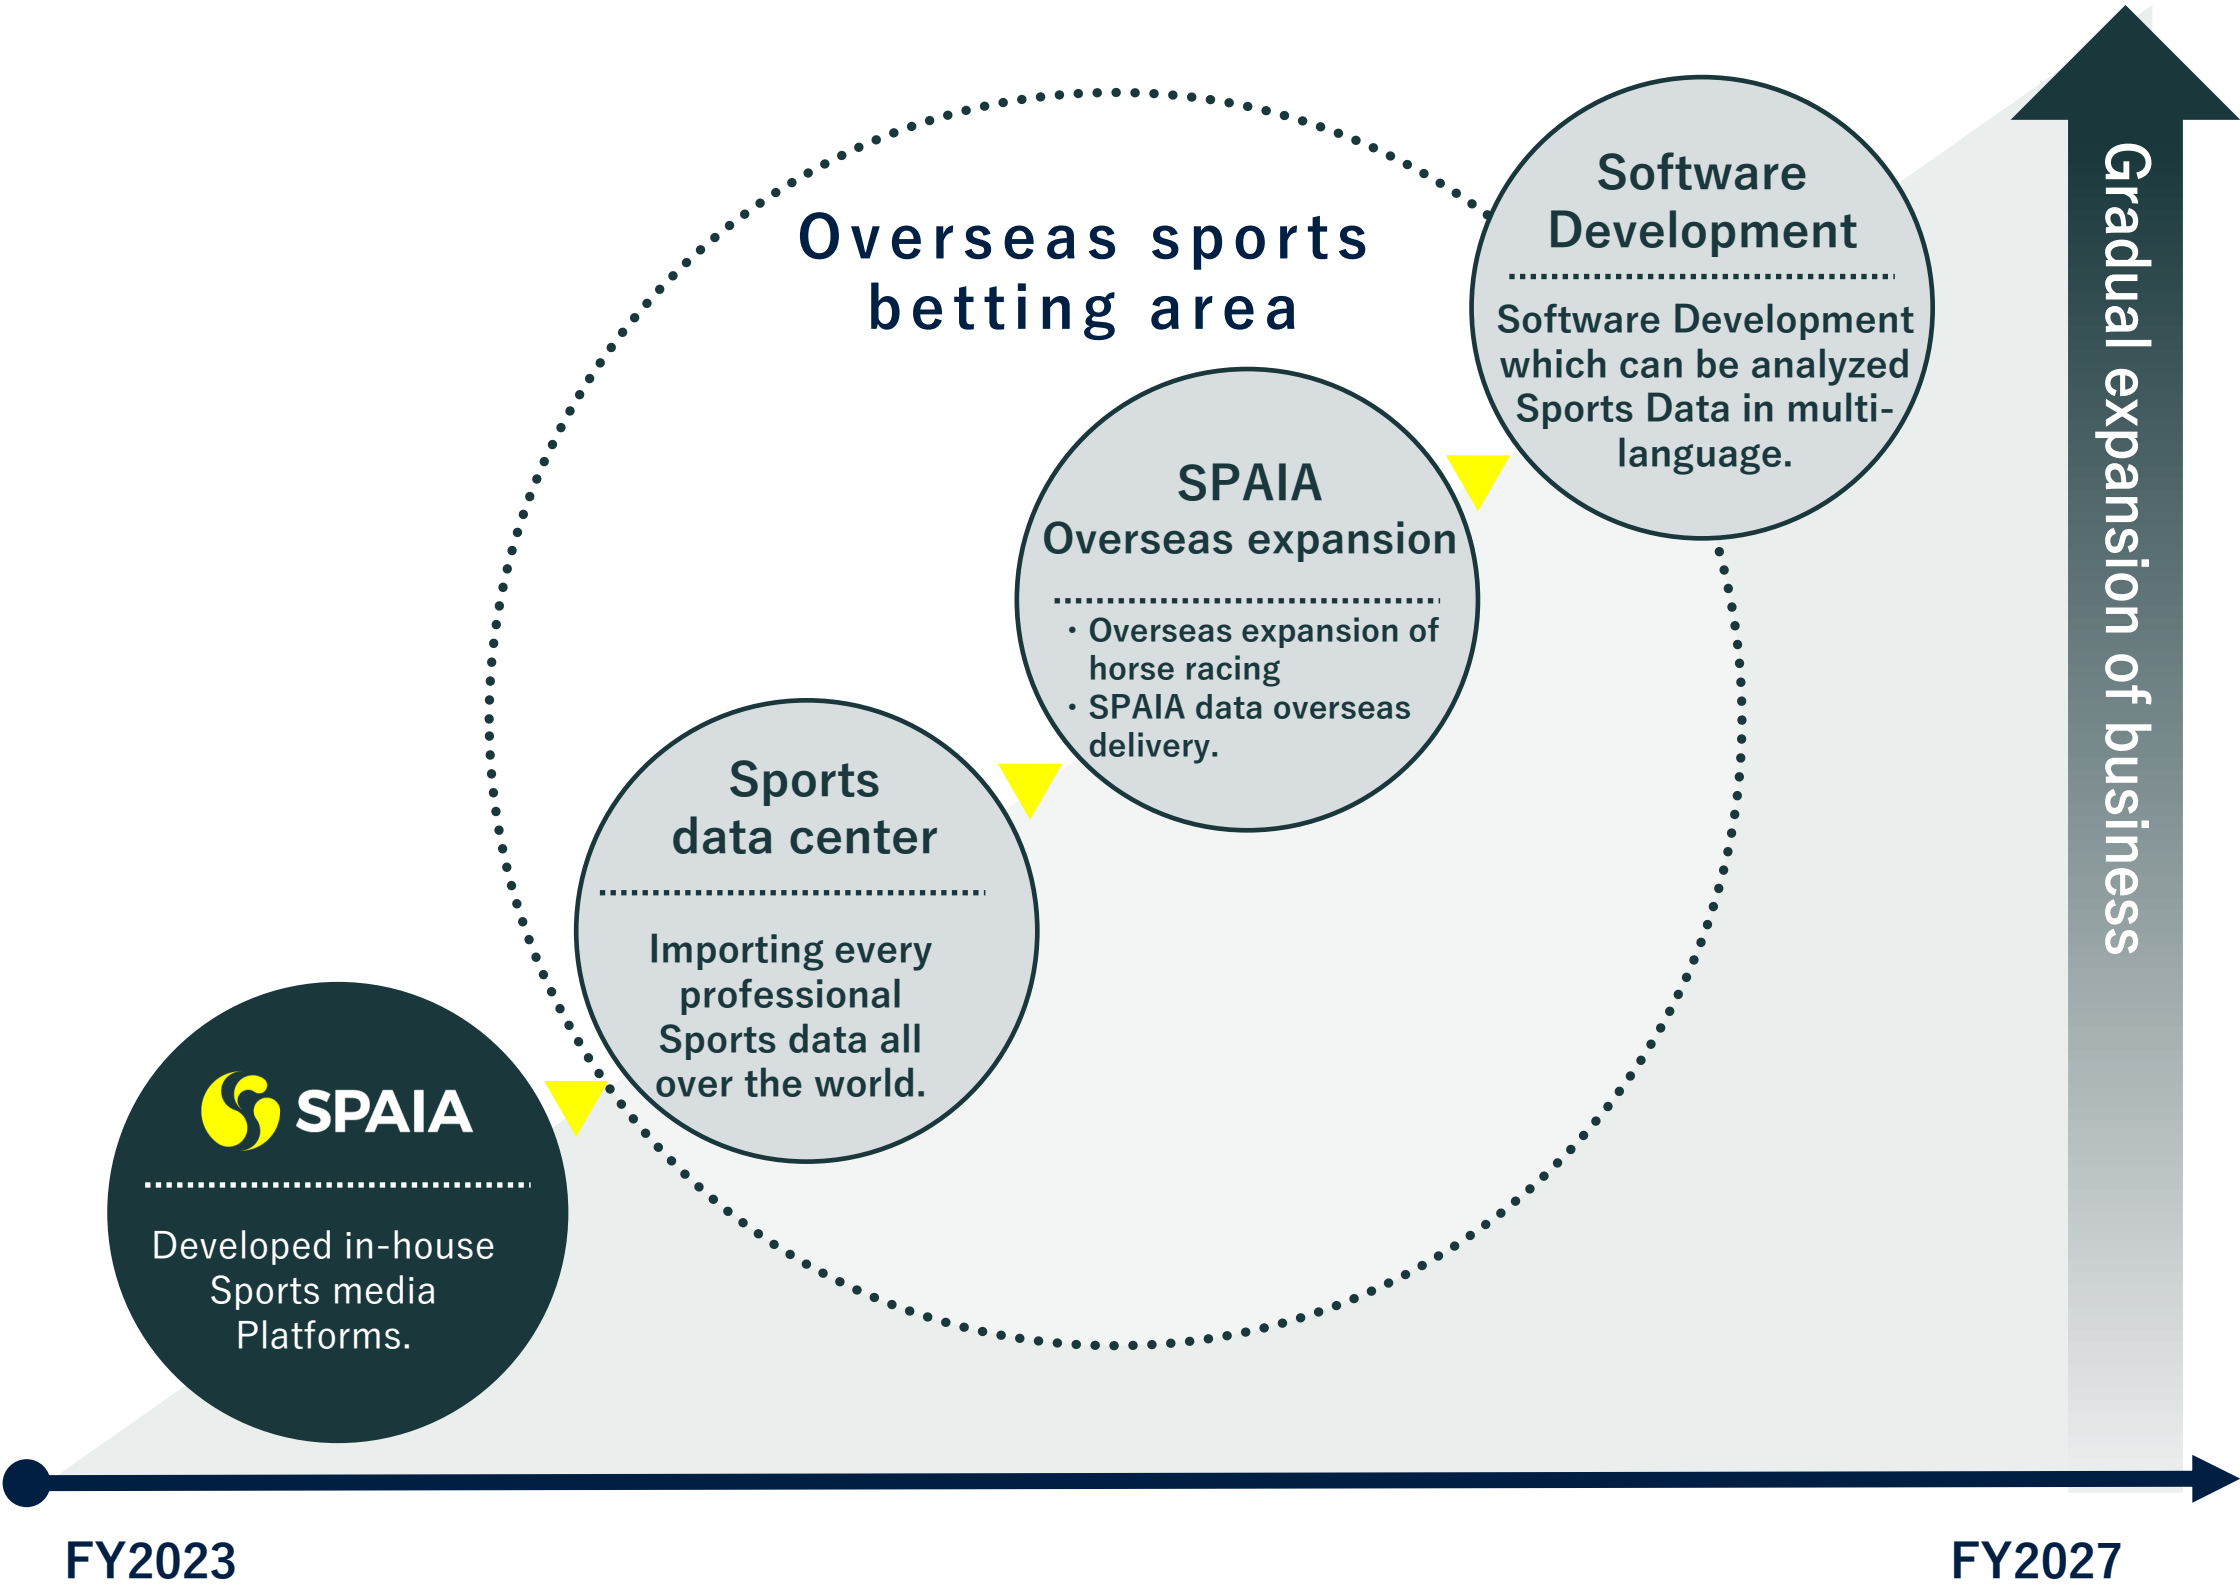 Overseas sports
betting area
Software
Development
Software Development
which can be analyzed
Sports Data in multi-
language.
SPAIA
Overseas expansion
・Overseas expansion of
horse racing
・SPAIA data overseas
delivery.
Sports
data center
Importing every
professional
Sports data all
over the world.
SPAIA
Developed in-house
Sports media
Platforms.
Gradual expansion of business
FY2023
FY2027